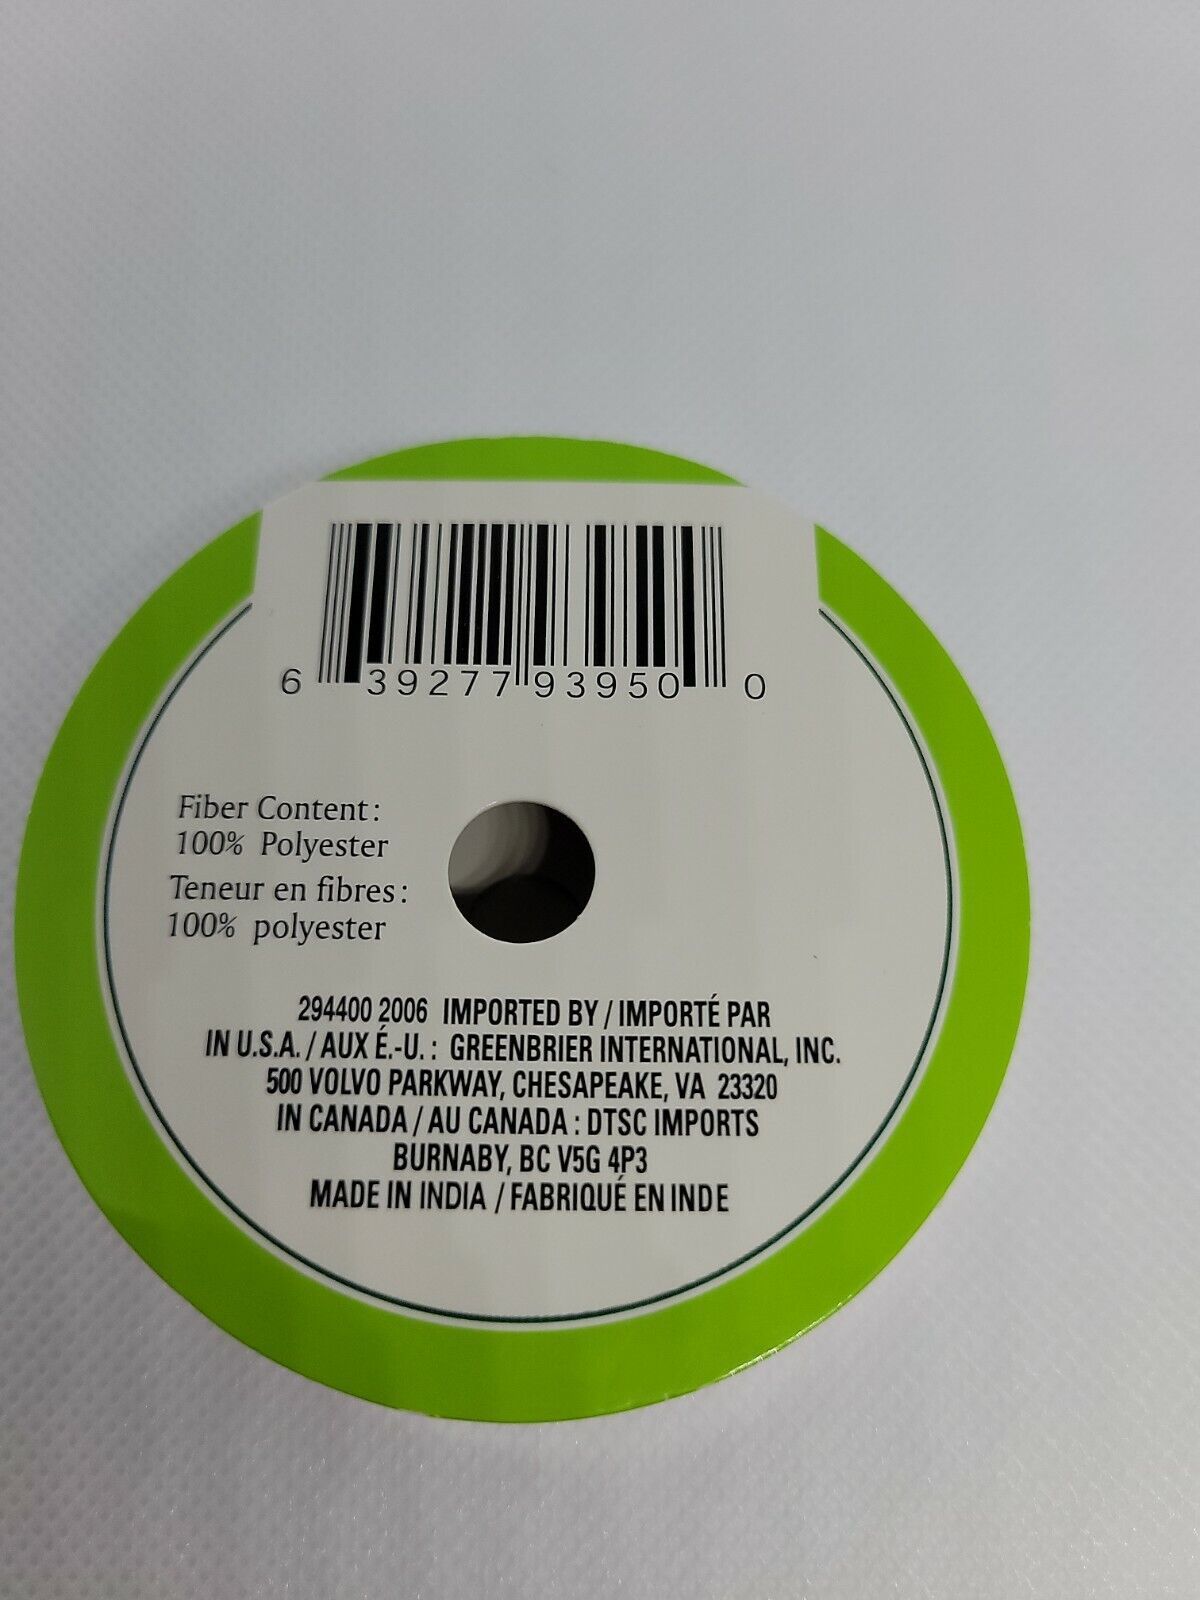 6 39277 93950 0
Fiber Content:
100% Polyester
Teneur en fibres:
100% polyester
294400 2006 IMPORTED BY / IMPORTÉ PAR
IN U.S.A. / AUX É.-U. : GREENBRIER INTERNATIONAL, INC.
500 VOLVO PARKWAY, CHESAPEAKE, VA 23320
IN CANADA / AU CANADA : DTSC IMPORTS
BURNABY, BC V5G 4P3
MADE IN INDIA / FABRIQUÉ EN INDE